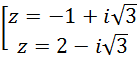 z = −1 + i√3
z = 2 − i√3